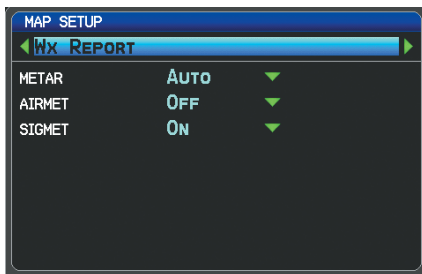 MAP SETUP
Wx Report
METAR Auto
AIRMET Off
SIGMET On